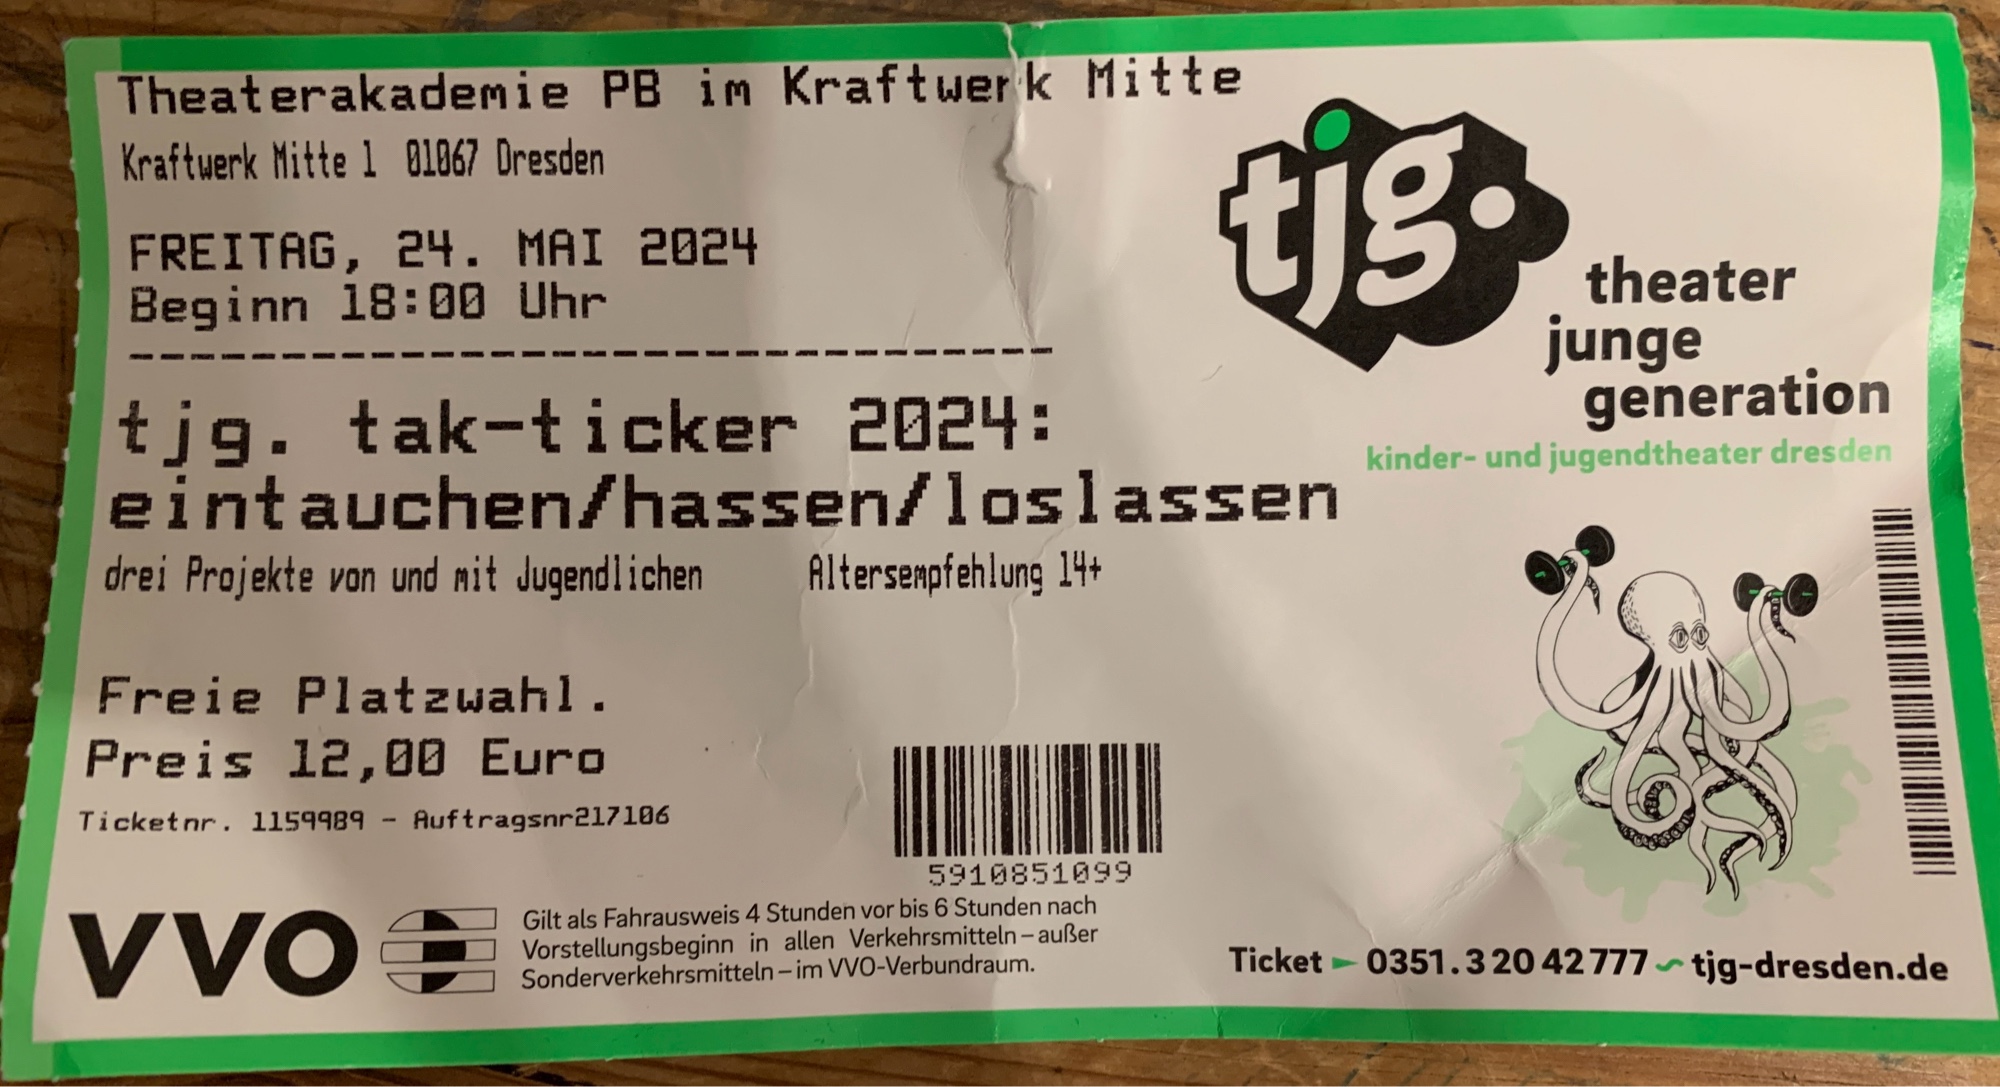 Theaterakademie PB im Kraftwerk Mitte
Kraftwerk Mitte 1 01067 Dresden
FREITAG, 24. MAI 2024
Beginn 18:00 Uhr
tjg. tak-ticker 2024:
eintauchen/hassen/loslassen
drei Projekte von und mit Jugendlichen Altersempfehlung 14+
Freie Platzwahl.
Preis 12,00 Euro
Ticketnr. 1159989 - Auftragsnr217106
5910851099
VVO
Gilt als Fahrausweis 4 Stunden vor bis 6 Stunden nach
Vorstellungsbeginn in allen Verkehrsmitteln – außer
Sonderverkehrsmitteln – im VVO-Verbundraum.
tjg.
theater
junge
generation
kinder- und jugendtheater dresden
Ticket 0351.3 20 42 777 tjg-dresden.de